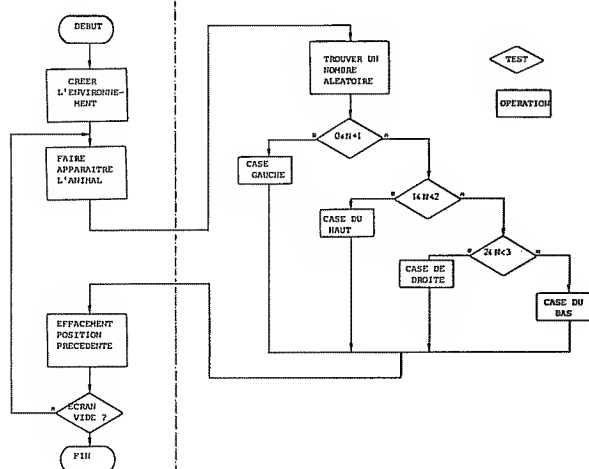 DEBUT
CREER
L'ENVIRONNE-
MENT
FAIRE
APPARAITRE
L'ANIMAL
EFFACEMENT
POSITION
PRECEDENTE
ECRAN
VIDE ?
FIN
TROUVER UN
NOMBRE
ALEATOIRE
CASE
GAUCHE
CASE DU
HAUT
CASE DE
DROITE
CASE DU
BAS
TEST
OPERATION